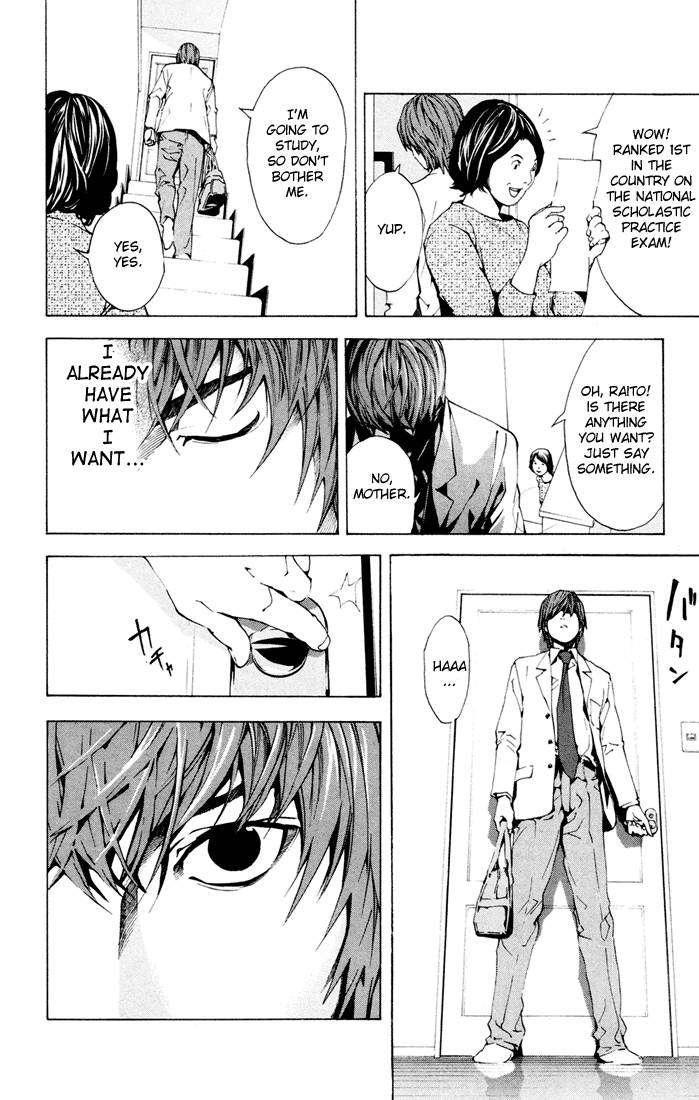 WOW!
RANKED 1ST
IN THE
COUNTRY ON
THE NATIONAL
SCHOLASTIC
PRACTICE
EXAM!
YUP.
I'M
GOING TO
STUDY,
SO DON'T
BOTHER
ME.
YES,
YES.
OH, RAITO!
IS THERE
ANYTHING
YOU WANT?
JUST SAY
SOMETHING.
NO,
MOTHER.
I
ALREADY
HAVE
WHAT
I
WANT...
バタン
HAAA
...
カチャ